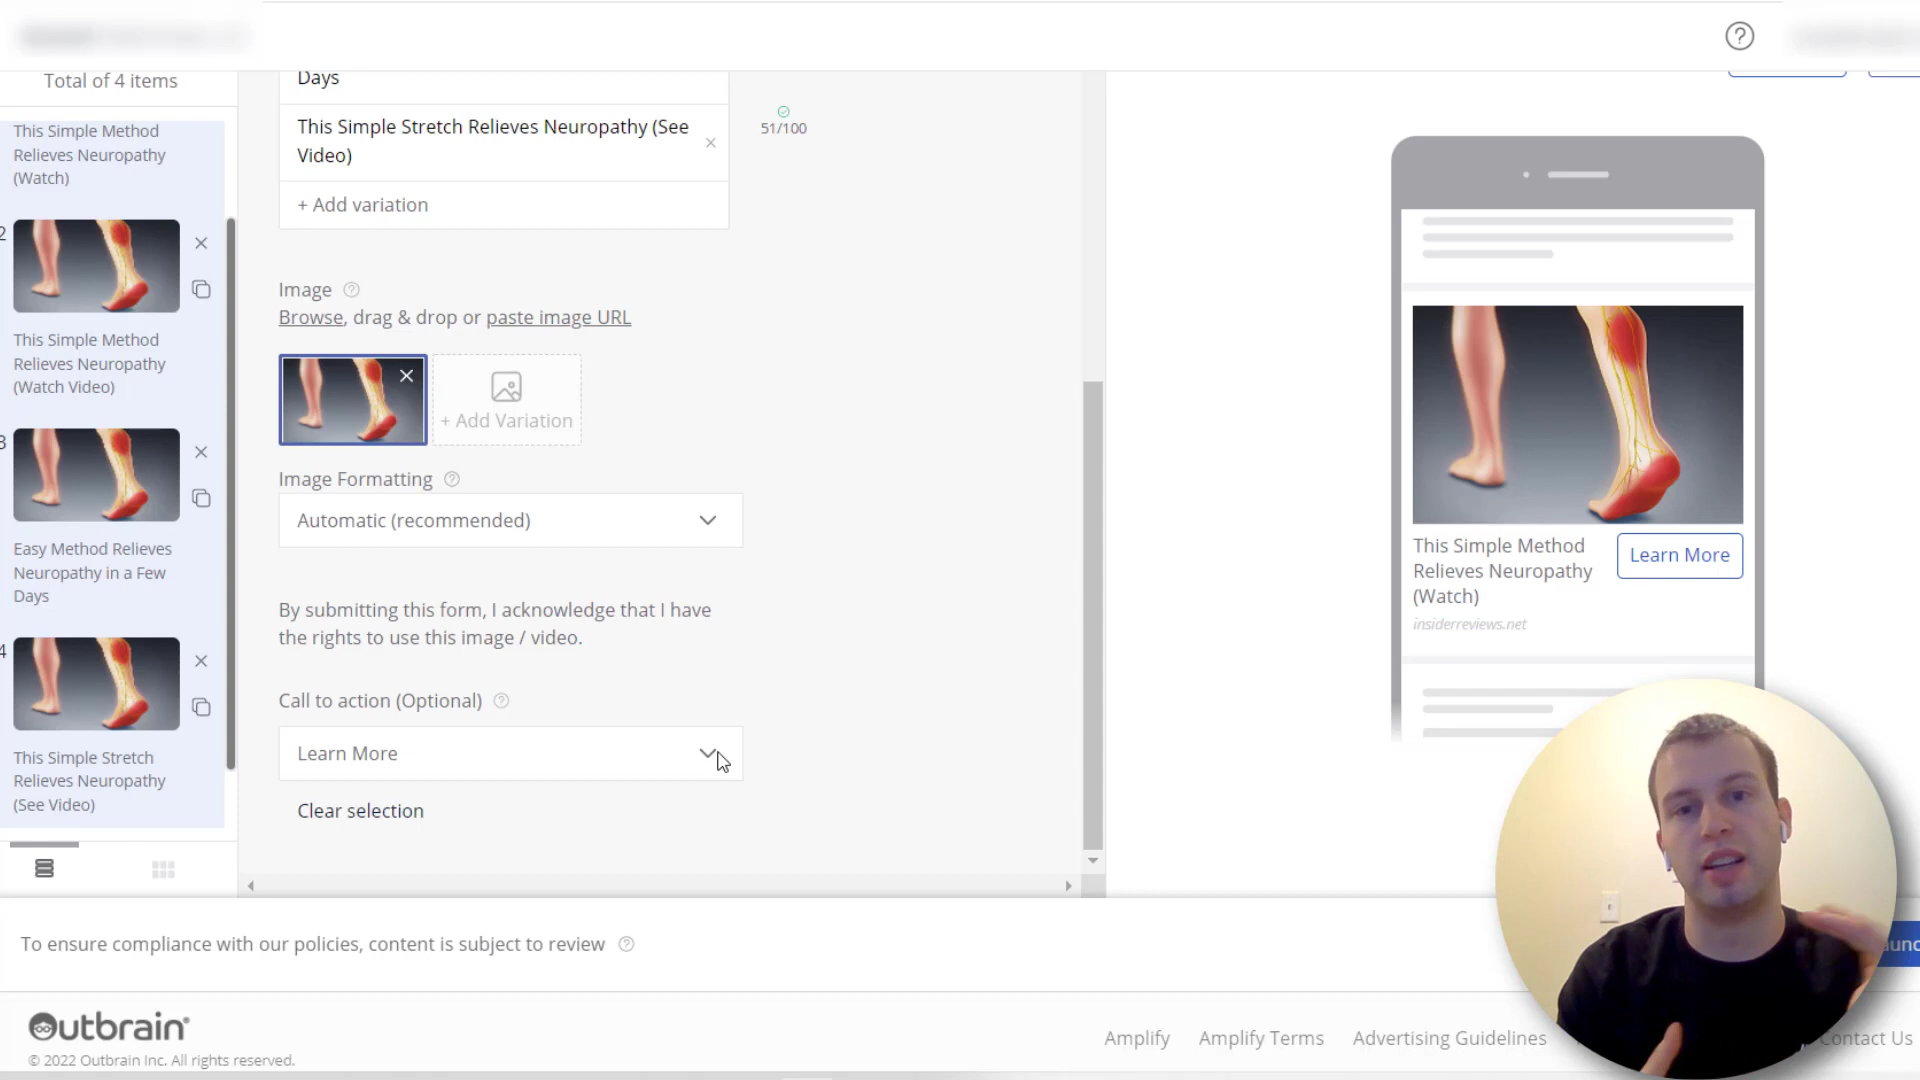 Total of 4 items
This Simple Method
Relieves Neuropathy
(Watch)
2
This Simple Method
Relieves Neuropathy
(Watch Video)
3
Easy Method Relieves
Neuropathy in a Few
Days
4
This Simple Stretch
Relieves Neuropathy
(See Video)
Days
This Simple Stretch Relieves Neuropathy (See
Video)
51/100
+ Add variation
Image
Browse, drag & drop or paste image URL
+ Add Variation
Image Formatting
Automatic (recommended)
By submitting this form, I acknowledge that I have
the rights to use this image / video.
Call to action (Optional)
Learn More
Clear selection
This Simple Method
Relieves Neuropathy
(Watch)
Learn More
insiderreviews.net
To ensure compliance with our policies, content is subject to review
Outbrain
© 2022 Outbrain Inc. All rights reserved.
Amplify
Amplify Terms
Advertising Guidelines
Contact Us